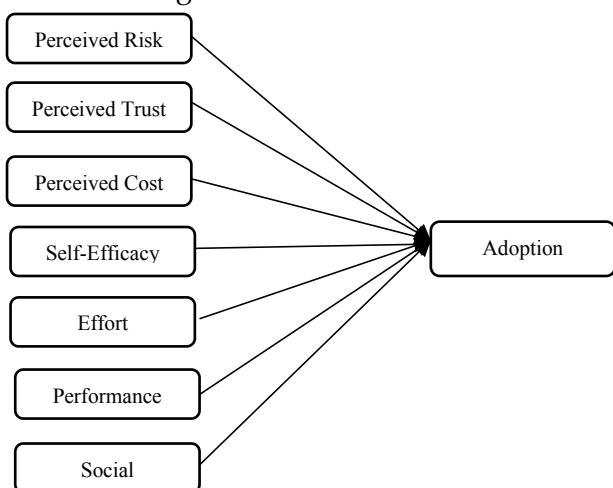 Perceived Risk
Perceived Trust
Perceived Cost
Self-Efficacy
Effort
Performance
Social
Adoption